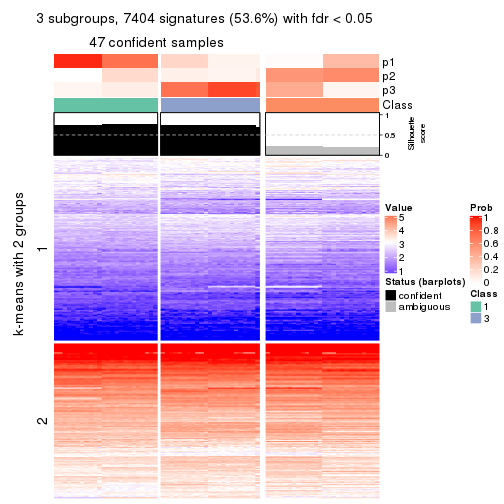 3 subgroups, 7404 signatures (53.6%) with fdr < 0.05
47 confident samples
p1
p2
p3
Class
1
0.5
0
Silhouette
score
k-means with 2 groups
1
2
Value
5
4
3
2
1
Status (barplots)
confident
ambiguous
Prob
1
0.8
0.6
0.4
0.2
0
Class
1
3